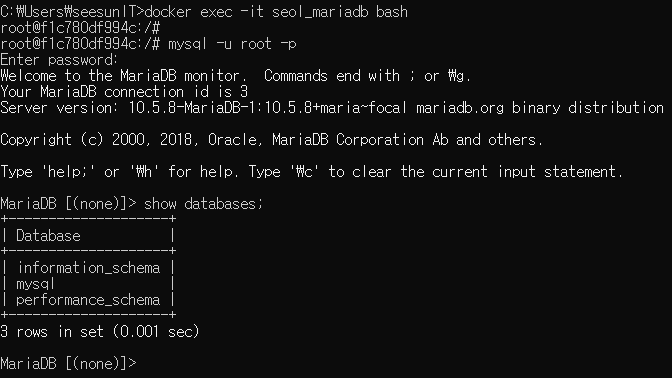 C:₩Users₩seesunIT>docker exec -it seol_mariadb bash
root@f1c780df994c:/#
root@f1c780df994c:/# mysql -u root -p
Enter password:
Welcome to the MariaDB monitor.  Commands end with ; or ₩g.
Your MariaDB connection id is 3
Server version: 10.5.8-MariaDB-1:10.5.8+maria~focal mariadb.org binary distribution

Copyright (c) 2000, 2018, Oracle, MariaDB Corporation Ab and others.

Type 'help;' or '₩h' for help. Type '₩c' to clear the current input statement.

MariaDB [(none)]> show databases;
+--------------------+
| Database           |
+--------------------+
| information_schema |
| mysql              |
| performance_schema |
+--------------------+
3 rows in set (0.001 sec)

MariaDB [(none)]>